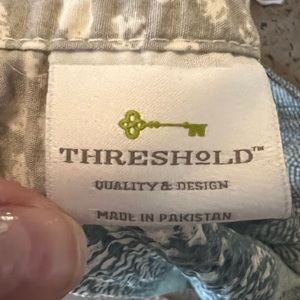 THRESHOLD™
QUALITY & DESIGN
MADE IN PAKISTAN